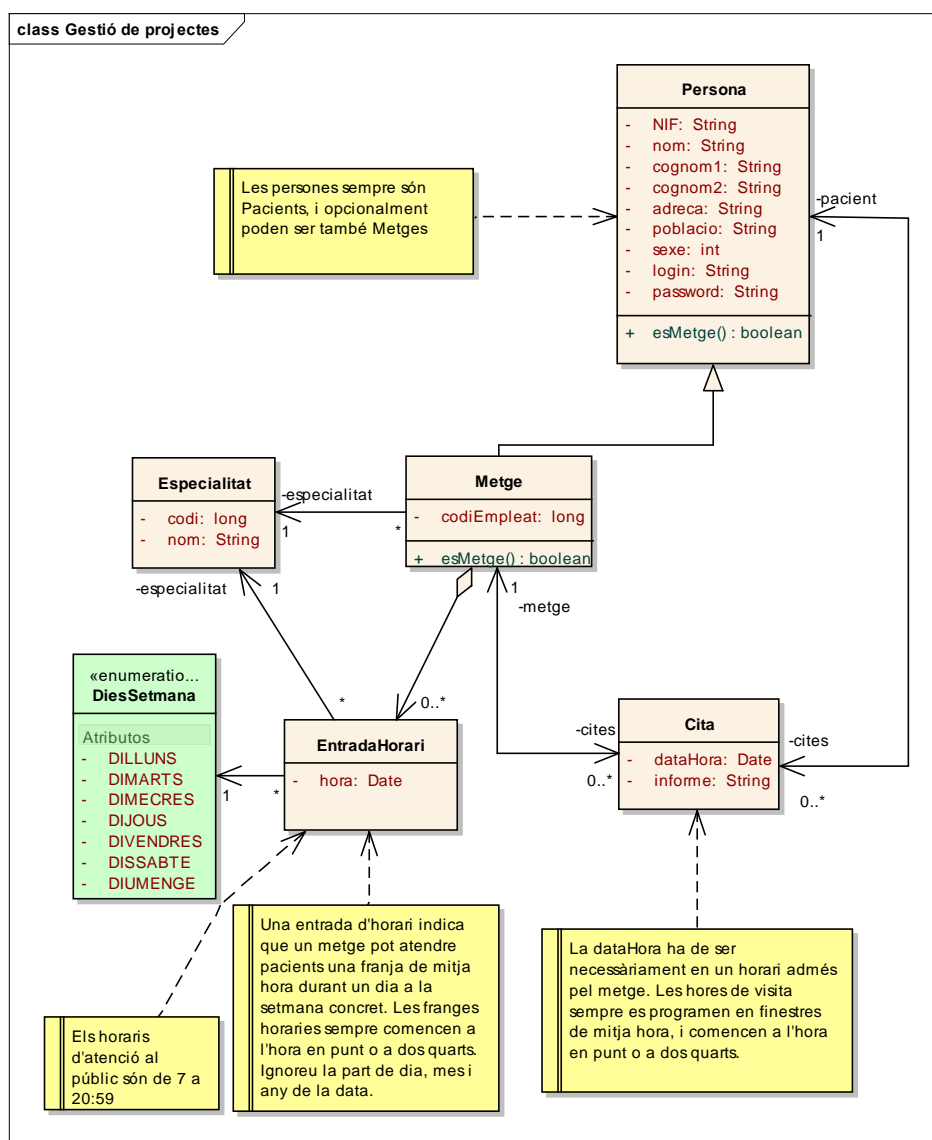 class Gestió de projectes
Persona
- NIF: String
- nom: String
- cognom1: String
- cognom2: String
- adreca: String
- poblacio: String
- sexe: int
- login: String
- password: String
+ esMetge() : boolean
Les persones sempre són
Pacients, i opcionalment
poden ser també Metges
-pacient
1
Especialitat
- codi: long
- nom: String
-especialitat
1
*
Metge
- codiEmpleat: long
+ esMetge() : boolean
-especialitat
1
1
-metge
«enumeratio...
DiesSetmana
Atributos
- DILLUNS
- DIMARTS
- DIMECRES
- DIJOUS
- DIVENDRES
- DISSABTE
- DIUMENGE
*
0..*
EntradaHorari
- hora: Date
1
*
-cites
0..*
Cita
- dataHora: Date
- informe: String
-cites
0..*
Els horaris
d'atenció al
públic són de 7 a
20:59
Una entrada d'horari indica
que un metge pot atendre
pacients una franja de mitja
hora durant un dia a la
setmana concret. Les franges
horaries sempre comencen a
l'hora en punt o a dos quarts.
Ignoreu la part de dia, mes i
any de la data.
La dataHora ha de ser
necessàriament en un horari admés
pel metge. Les hores de visita
sempre es programen en finestres
de mitja hora, i comencen a l'hora
en punt o a dos quarts.